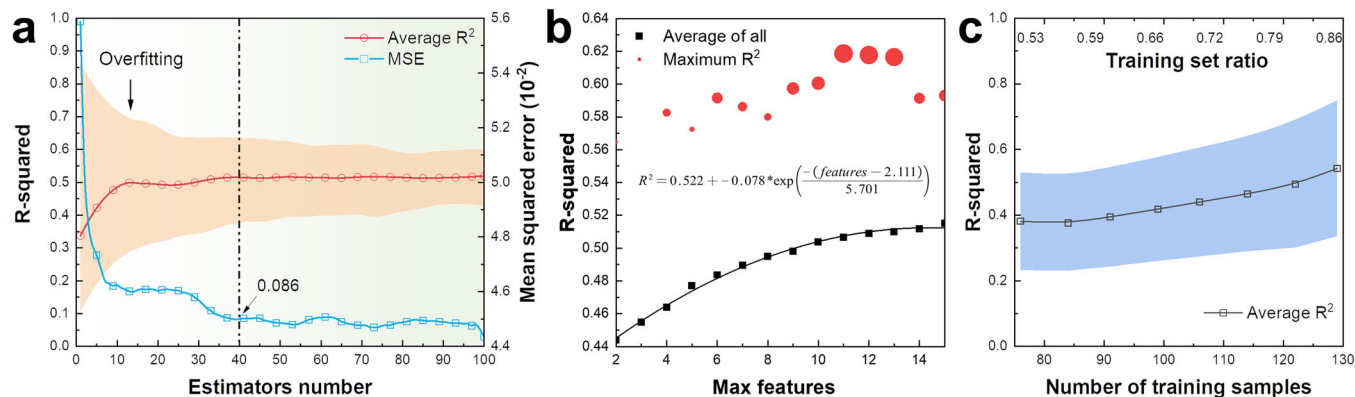 a
1.0
0.9
0.8
0.7
0.6
0.5
0.4
0.3
0.2
0.1
0.0
R-squared
0 10 20 30 40 50 60 70 80 90 100
Estimators number
5.6
5.4
5.2
5.0
4.8
4.6
4.4
Mean squared error (10⁻²)
Average R²
MSE
Overfitting
0.086
b
0.64
0.62
0.60
0.58
0.56
0.54
0.52
0.50
0.48
0.46
0.44
R-squared
2 4 6 8 10 12 14
Max features
Average of all
Maximum R²
R² = 0.522 + −0.078*exp(−(features − 2.111)/5.701)
c
1.0
0.8
0.6
0.4
0.2
0.0
R-squared
0.53 0.59 0.66 0.72 0.79 0.86
Training set ratio
Average R²
80 90 100 110 120 130
Number of training samples